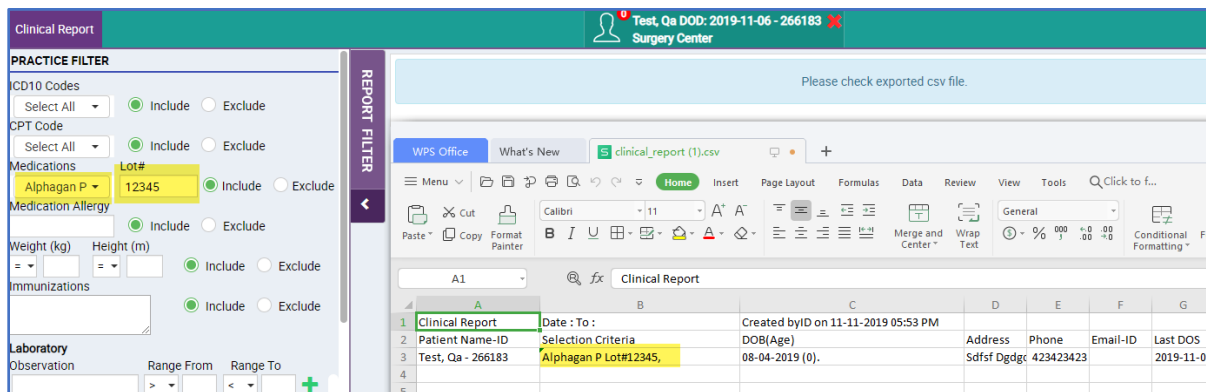 Clinical Report
0
Test, Qa DOD: 2019-11-06 - 266183
Surgery Center
PRACTICE FILTER
ICD10 Codes
Select All
Include
Exclude
CPT Code
Select All
Include
Exclude
Medications
Lot#
Alphagan P
12345
Include
Exclude
Medication Allergy
Include
Exclude
Weight (kg)
Height (m)
=
=
Include
Exclude
Immunizations
Include
Exclude
Laboratory
Observation
Range From
Range To
>
<
REPORT FILTER
Please check exported csv file.
WPS Office
What's New
clinical_report (1).csv
Menu
Home
Insert
Page Layout
Formulas
Data
Review
View
Tools
Click to f...
Paste
Cut
Copy
Format Painter
Calibri
11
Merge and Center
Wrap Text
General
Conditional Formatting
A1
fx
Clinical Report
A B C D E F G
1 Clinical Report Date : To : Created byID on 11-11-2019 05:53 PM
2 Patient Name-ID Selection Criteria DOB(Age) Address Phone Email-ID Last DOS
3 Test, Qa - 266183 Alphagan P Lot#12345, 08-04-2019 (0). Sdfsf Dgdgc 423423423 2019-11-0
4